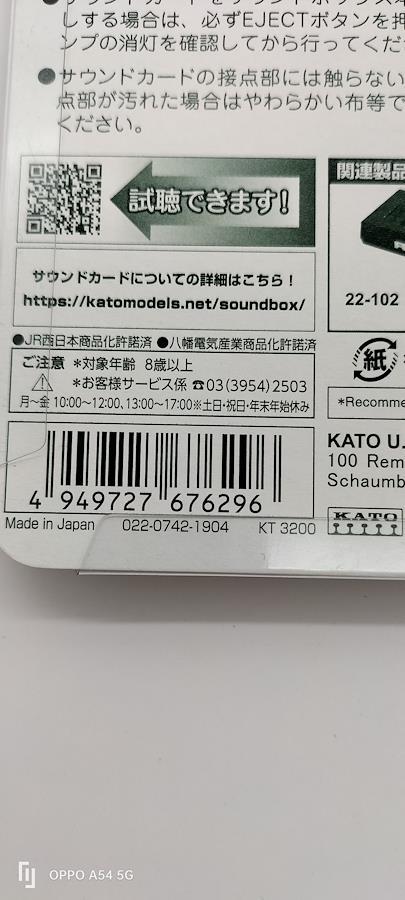 しする場合は、必ずEJECTボタンを押
ンプの消灯を確認してから行ってくだ
●サウンドカードの接点部には触らない
点部が汚れた場合はやわらかい布等で
ください。
試聴できます!
関連製品
サウンドカードについての詳細はこちら!
https://katomodels.net/soundbox/
22-102
●JR西日本商品化許諾済 ●八幡電気産業商品化許諾済
ご注意 *対象年齢 8歳以上
*お客様サービス係 ☎03(3954)2503
月〜金 10:00〜12:00、13:00〜17:00※土日・祝日・年末年始休み
紙
*Recomme
4 949727 676296
KATO U.
100 Rem
Schaumb
Made in Japan 022-0742-1904 KT 3200
KATO
OPPO A54 5G